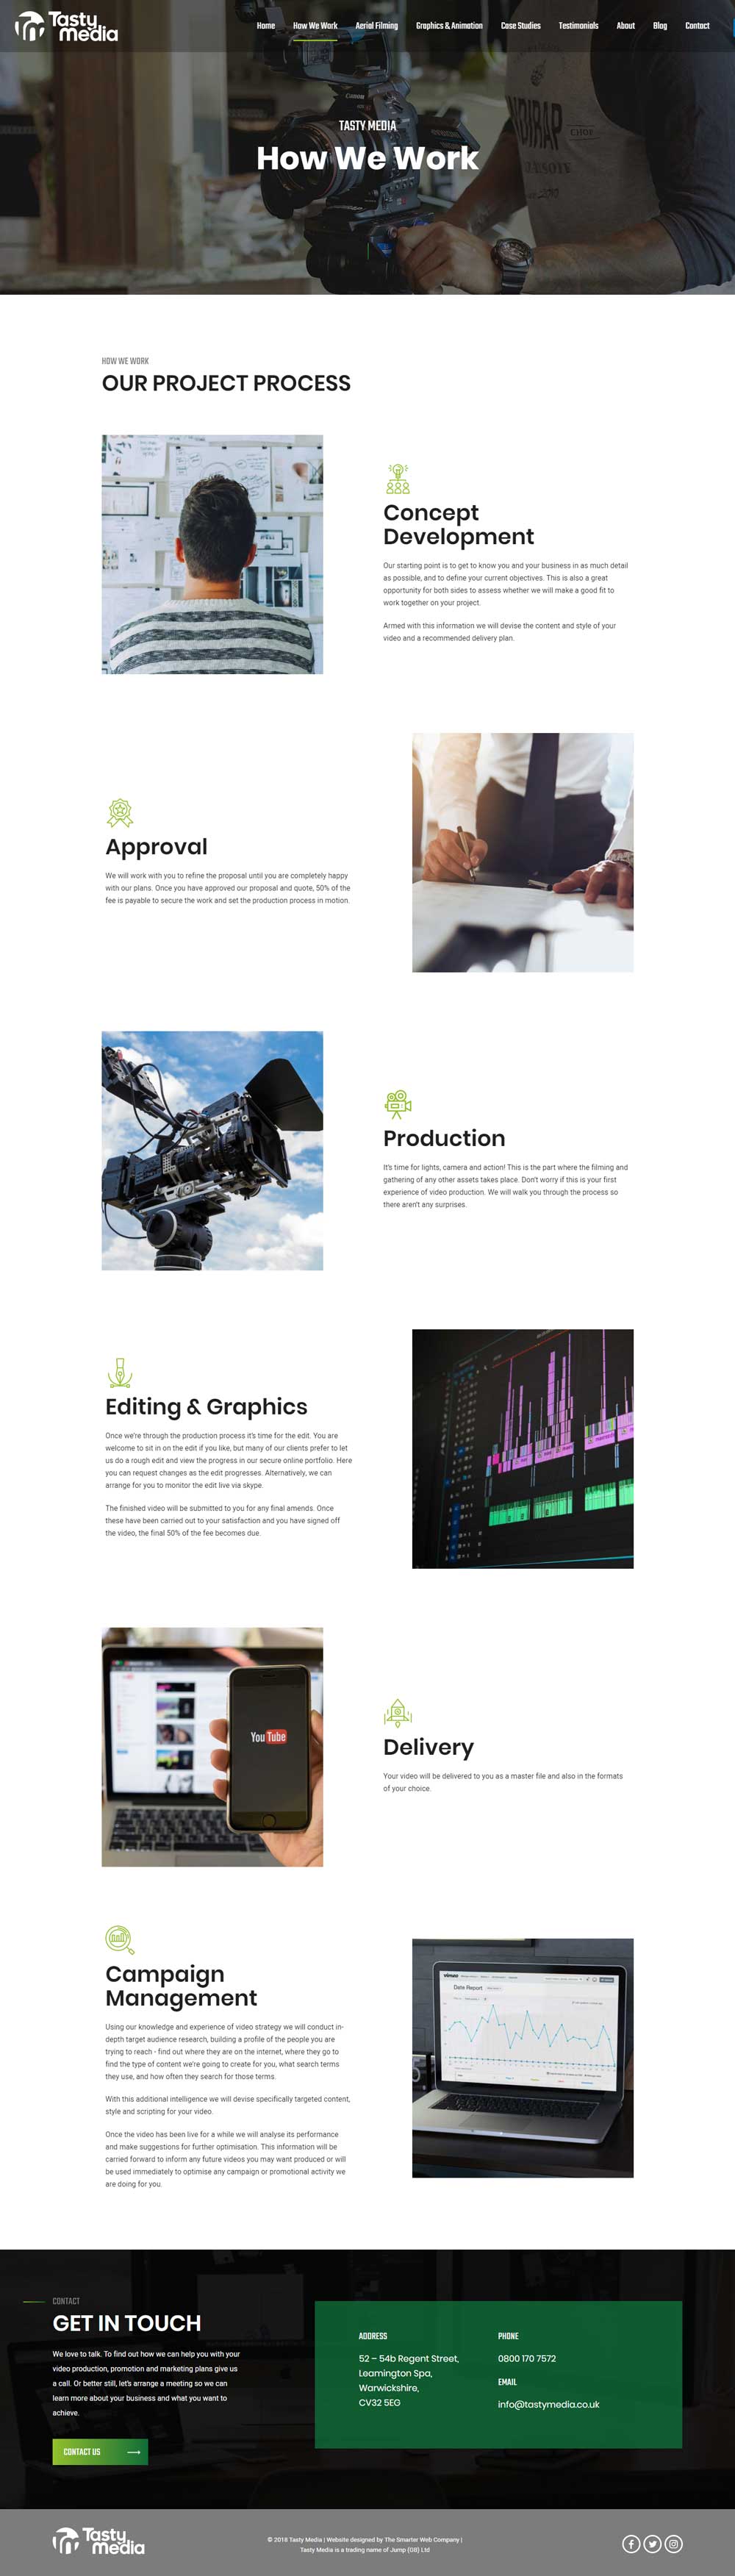 Tasty
media
Home How We Work Aerial Filming Graphics & Animation Case Studies Testimonials About Blog Contact
Canon
CHOF
TASTY MEDIA
How We Work
HOW WE WORK
OUR PROJECT PROCESS
Concept
Development
Our starting point is to get to know you and your business in as much detail
as possible, and to define your current objectives. This is also a great
opportunity for both sides to assess whether we will make a good fit to
work together on your project.
Armed with this information we will devise the content and style of your
video and a recommended delivery plan.
Approval
We will work with you to refine the proposal until you are completely happy
with our plans. Once you have approved our proposal and quote, 50% of the
fee is payable to secure the work and set the production process in motion.
Production
It's time for lights, camera and action! This is the part where the filming and
gathering of any other assets takes place. Don't worry if this is your first
experience of video production. We will walk you through the process so
there aren't any surprises.
Editing & Graphics
Once we're through the production process it's time for the edit. You are
welcome to sit in on the edit if you like, but many of our clients prefer to let
us do a rough edit and view the progress in our secure online portfolio. Here
you can request changes as the edit progresses. Alternatively, we can
arrange for you to monitor the edit live via skype.
The finished video will be submitted to you for any final amends. Once
these have been carried out to your satisfaction and you have signed off
the video, the final 50% of the fee becomes due.
YouTube
Delivery
Your video will be delivered to you as a master file and also in the formats
of your choice.
Campaign
Management
Using our knowledge and experience of video strategy we will conduct in-
depth target audience research, building a profile of the people you are
trying to reach - find out where they are on the internet, where they go to
find the type of content we're going to create for you, what search terms
they use, and how often they search for those terms.
With this additional intelligence we will devise specifically targeted content,
style and scripting for your video.
Once the video has been live for a while we will analyse its performance
and make suggestions for further optimisation. This information will be
carried forward to inform any future videos you may want produced or will
be used immediately to optimise any campaign or promotional activity we
are doing for you.
vimeo
Date Report
CONTACT
GET IN TOUCH
We love to talk. To find out how we can help you with your
video production, promotion and marketing plans give us
a call. Or better still, let's arrange a meeting so we can
learn more about your business and what you want to
achieve.
CONTACT US
ADDRESS
52 – 54b Regent Street,
Leamington Spa,
Warwickshire,
CV32 5EG
PHONE
0800 170 7572
EMAIL
info@tastymedia.co.uk
Tasty
media
© 2018 Tasty Media | Website designed by The Smarter Web Company |
Tasty Media is a trading name of Jump (GB) Ltd